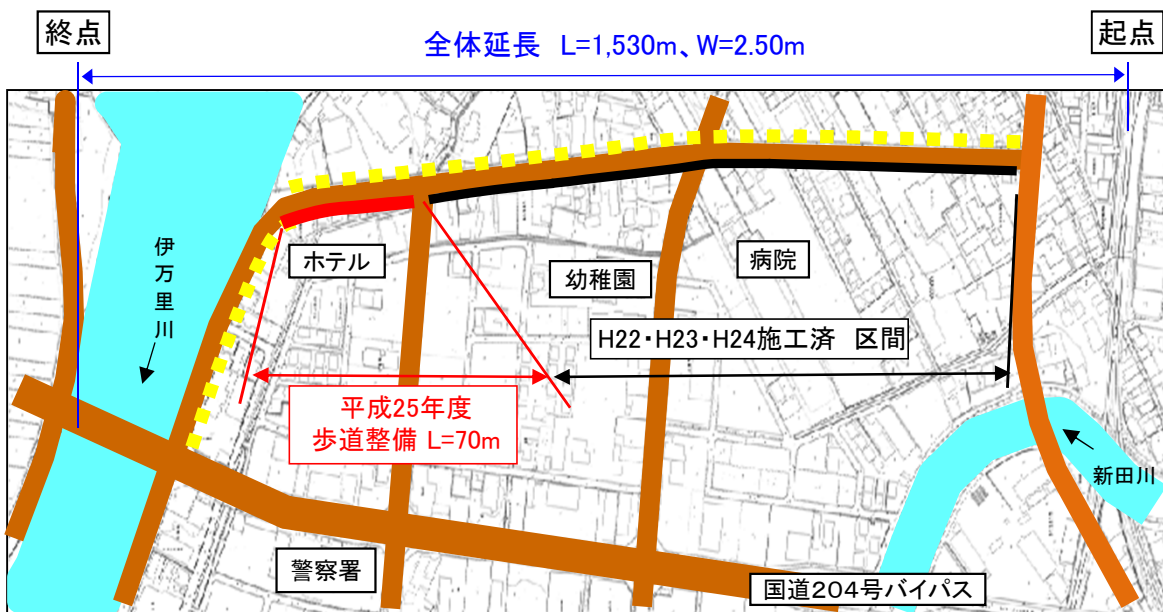 終点
全体延長 L=1,530m、W=2.50m
起点
伊万里川
ホテル
幼稚園
病院
H22・H23・H24施工済 区間
平成25年度
歩道整備 L=70m
新田川
警察署
国道204号バイパス